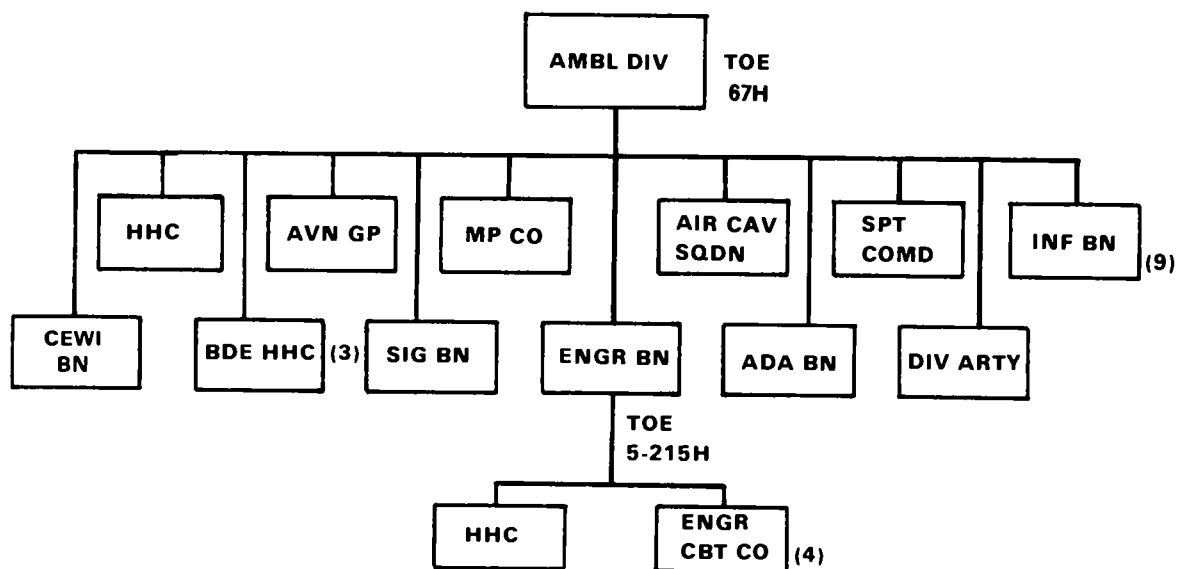 AMBL DIV
TOE
67H
HHC
AVN GP
MP CO
AIR CAV
SQDN
SPT
COMD
INF BN
(9)
CEWI
BN
BDE HHC
(3)
SIG BN
ENGR BN
ADA BN
DIV ARTY
TOE
5-215H
HHC
ENGR
CBT CO
(4)